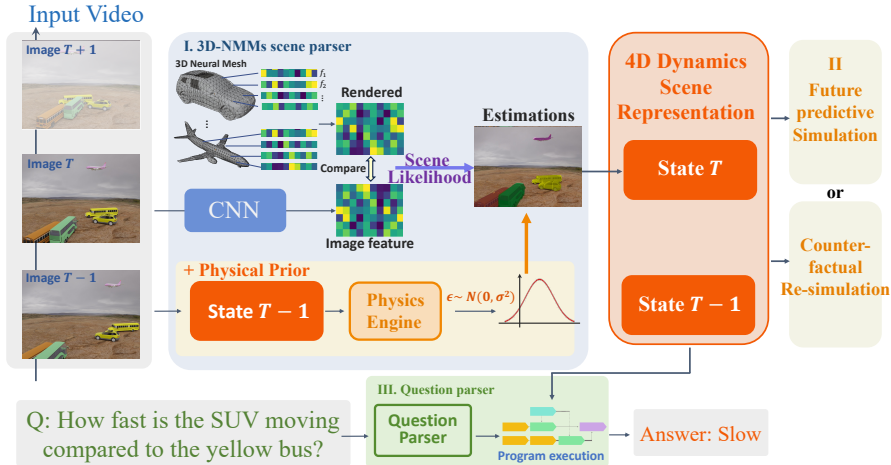 Input Video
Image T + 1
Image T
Image T − 1
I. 3D-NMMs scene parser
3D Neural Mesh
f₁
f₂
⋮
...
Rendered
Compare
Scene
Likelihood
CNN
Image feature
Estimations
+ Physical Prior
State T − 1
Physics
Engine
ϵ~ N(0, σ²)
4D Dynamics
Scene
Representation
State T
State T − 1
II
Future
predictive
Simulation
or
Counter-
factual
Re-simulation
III. Question parser
Question
Parser
Program execution
Q: How fast is the SUV moving
compared to the yellow bus?
Answer: Slow